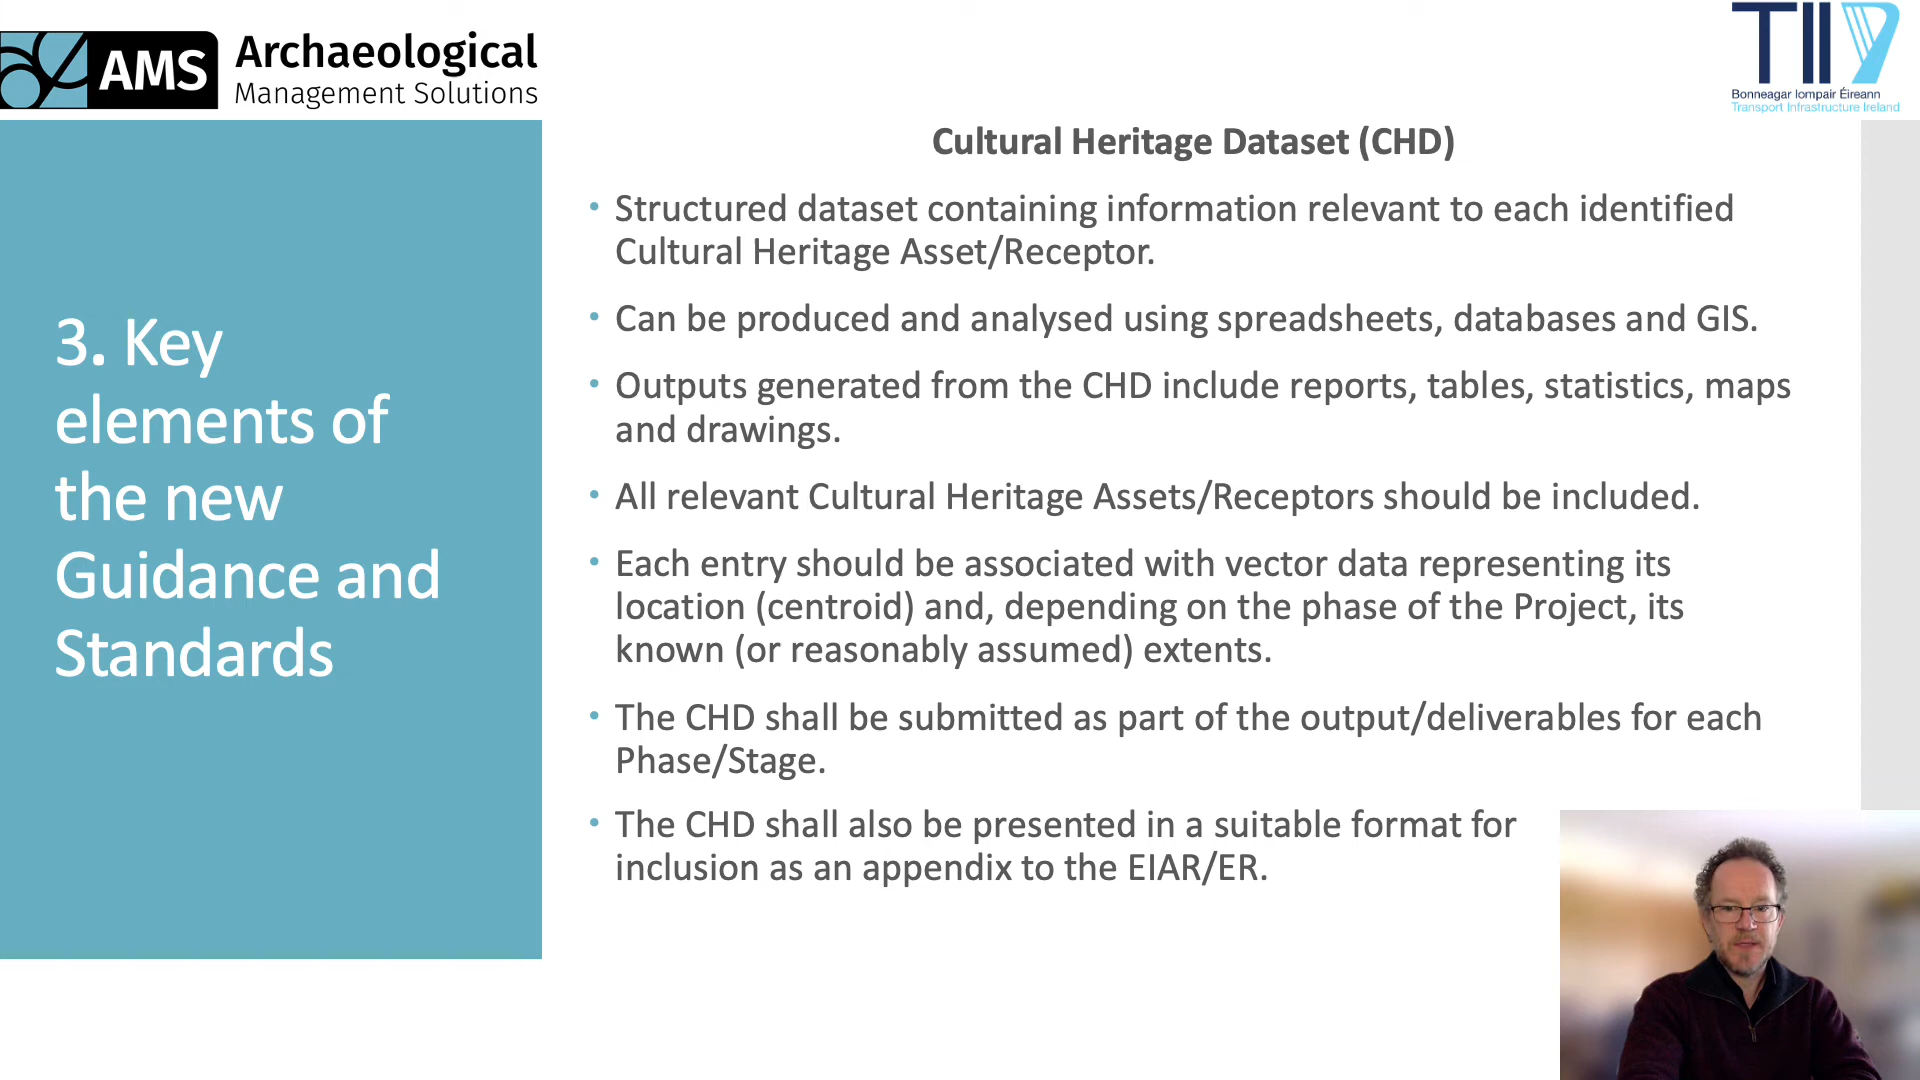 AMS Archaeological
Management Solutions
TII
Bonneagar Iompair Éireann
Transport Infrastructure Ireland
3. Key
elements of
the new
Guidance and
Standards
Cultural Heritage Dataset (CHD)
• Structured dataset containing information relevant to each identified
Cultural Heritage Asset/Receptor.
• Can be produced and analysed using spreadsheets, databases and GIS.
• Outputs generated from the CHD include reports, tables, statistics, maps
and drawings.
• All relevant Cultural Heritage Assets/Receptors should be included.
• Each entry should be associated with vector data representing its
location (centroid) and, depending on the phase of the Project, its
known (or reasonably assumed) extents.
• The CHD shall be submitted as part of the output/deliverables for each
Phase/Stage.
• The CHD shall also be presented in a suitable format for
inclusion as an appendix to the EIAR/ER.